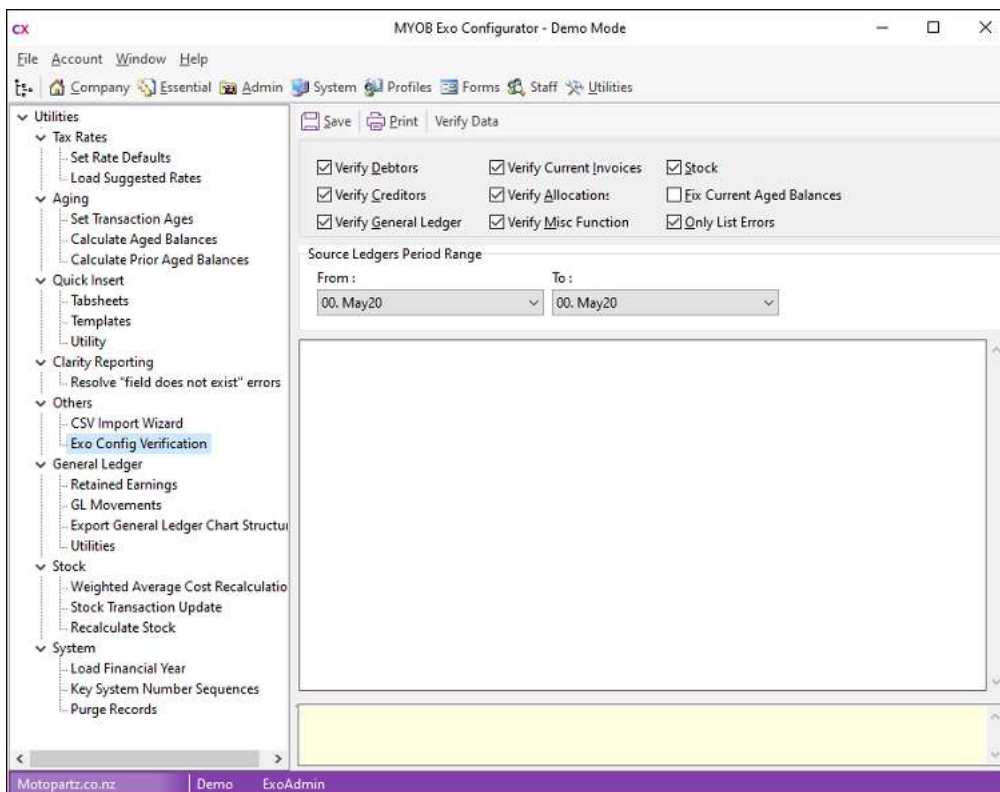 CX MYOB Exo Configurator - Demo Mode
File Account Window Help
Company Essential Admin System Profiles Forms Staff Utilities
Utilities
Tax Rates
Set Rate Defaults
Load Suggested Rates
Aging
Set Transaction Ages
Calculate Aged Balances
Calculate Prior Aged Balances
Quick Insert
Tabsheets
Templates
Utility
Clarity Reporting
Resolve "field does not exist" errors
Others
CSV Import Wizard
Exo Config Verification
General Ledger
Retained Earnings
GL Movements
Export General Ledger Chart Structu
Utilities
Stock
Weighted Average Cost Recalculatio
Stock Transaction Update
Recalculate Stock
System
Load Financial Year
Key System Number Sequences
Purge Records
Save Print Verify Data
Verify Debtors Verify Current Invoices Stock
Verify Creditors Verify Allocations Fix Current Aged Balances
Verify General Ledger Verify Misc Function Only List Errors
Source Ledgers Period Range
From : To :
00. May20 00. May20
Motopartz.co.nz Demo ExoAdmin